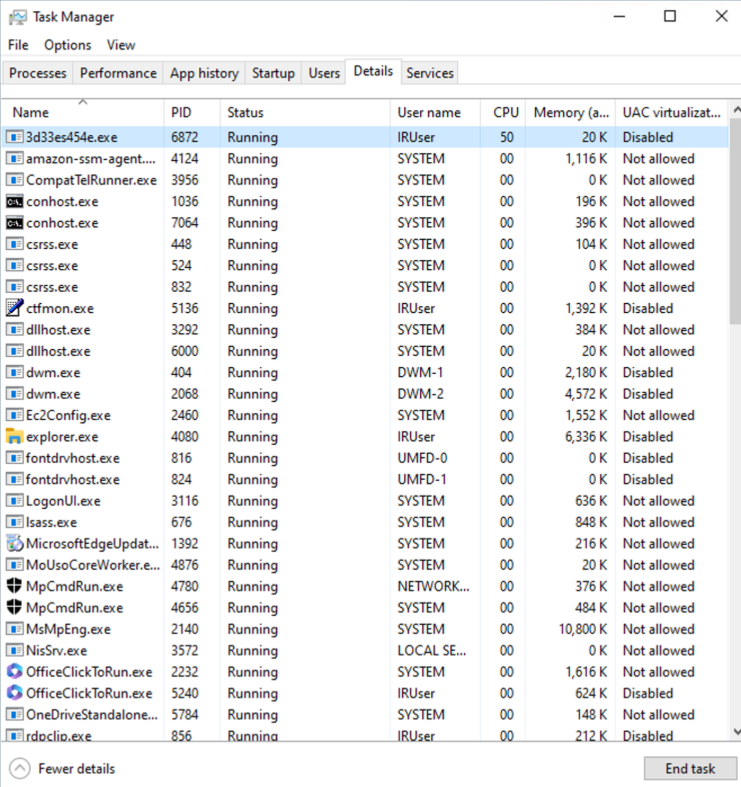 Task Manager
File Options View
Processes Performance App history Startup Users Details Services
Name PID Status User name CPU Memory (a... UAC virtualizat...
3d33es454e.exe 6872 Running IRUser 50 20 K Disabled
amazon-ssm-agent.... 4124 Running SYSTEM 00 1,116 K Not allowed
CompatTelRunner.exe 3956 Running SYSTEM 00 0 K Not allowed
conhost.exe 1036 Running SYSTEM 00 196 K Not allowed
conhost.exe 7064 Running SYSTEM 00 396 K Not allowed
csrss.exe 448 Running SYSTEM 00 104 K Not allowed
csrss.exe 524 Running SYSTEM 00 0 K Not allowed
csrss.exe 832 Running SYSTEM 00 0 K Not allowed
ctfmon.exe 5136 Running IRUser 00 1,392 K Disabled
dllhost.exe 3292 Running SYSTEM 00 384 K Not allowed
dllhost.exe 6000 Running SYSTEM 00 20 K Not allowed
dwm.exe 404 Running DWM-1 00 2,180 K Disabled
dwm.exe 2068 Running DWM-2 00 4,572 K Disabled
Ec2Config.exe 2460 Running SYSTEM 00 1,552 K Not allowed
explorer.exe 4080 Running IRUser 00 6,336 K Disabled
fontdrvhost.exe 816 Running UMFD-0 00 0 K Disabled
fontdrvhost.exe 824 Running UMFD-1 00 0 K Disabled
LogonUI.exe 3116 Running SYSTEM 00 636 K Not allowed
lsass.exe 676 Running SYSTEM 00 848 K Not allowed
MicrosoftEdgeUpdat... 1392 Running SYSTEM 00 216 K Not allowed
MoUsoCoreWorker.e... 4876 Running SYSTEM 00 20 K Not allowed
MpCmdRun.exe 4780 Running NETWORK... 00 376 K Not allowed
MpCmdRun.exe 4656 Running SYSTEM 00 484 K Not allowed
MsMpEng.exe 2140 Running SYSTEM 00 10,800 K Not allowed
NisSrv.exe 3572 Running LOCAL SE... 00 0 K Not allowed
OfficeClickToRun.exe 2232 Running SYSTEM 00 1,616 K Not allowed
OfficeClickToRun.exe 5240 Running IRUser 00 624 K Disabled
OneDriveStandalone... 5784 Running SYSTEM 00 148 K Not allowed
rdpclip.exe 856 Running IRUser 00 212 K Disabled
Fewer details End task